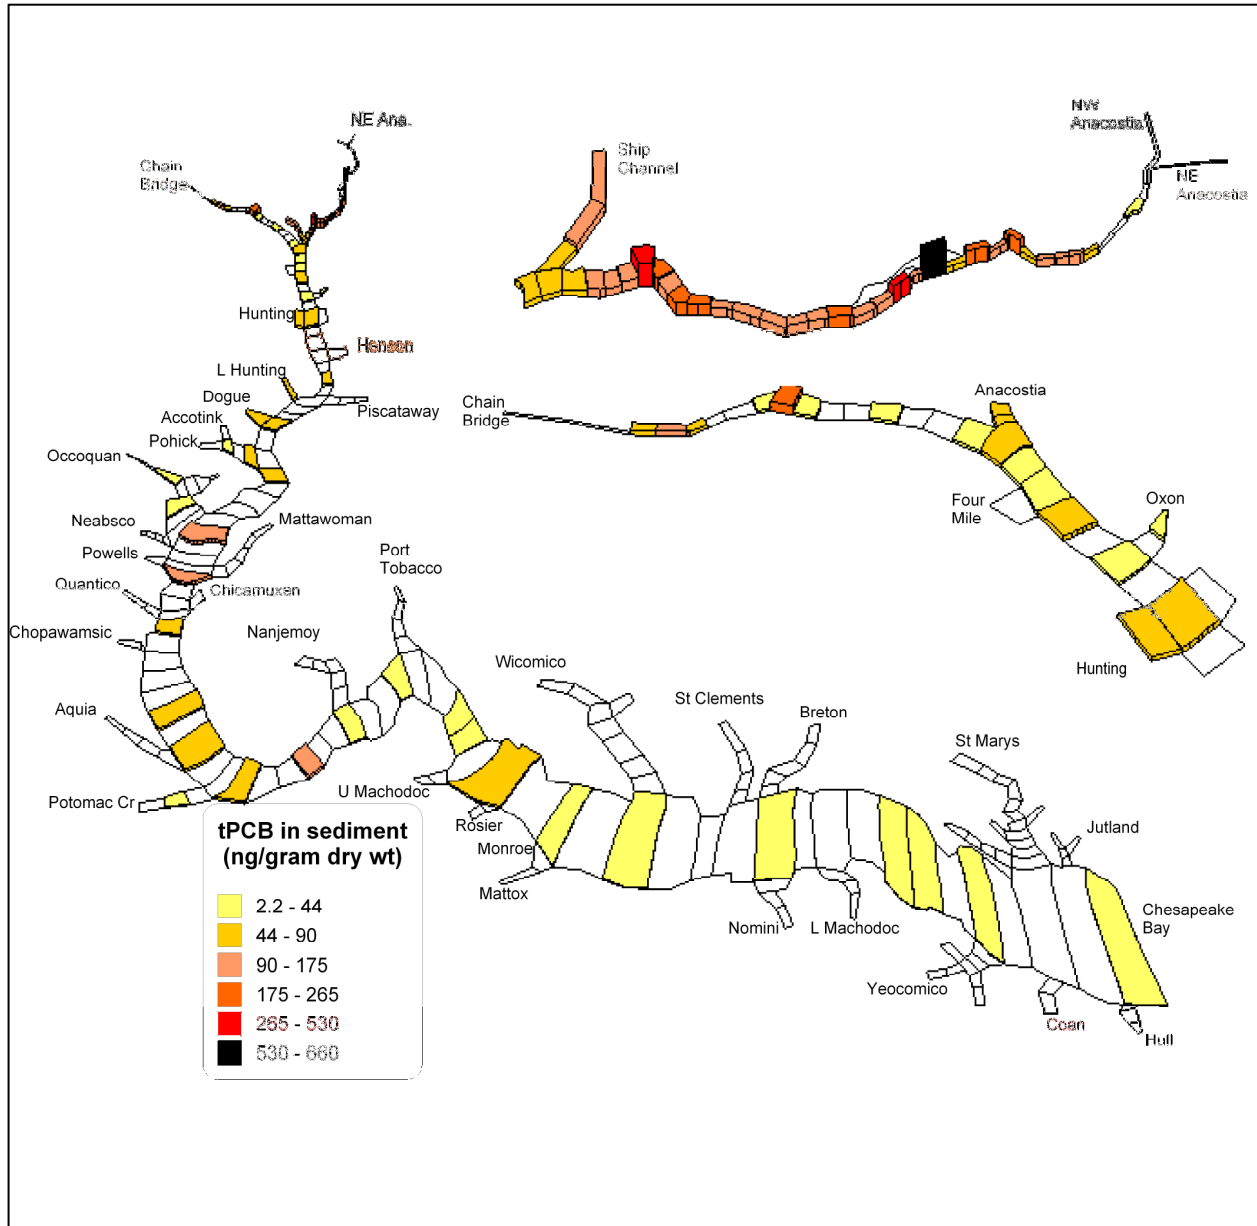 NE Ana.
Chain
Bridge
Ship
Channel
NW
Anacostia
NE
Anacostia
Hunting
Henson
L Hunting
Dogue
Piscataway
Accotink
Pohick
Occoquan
Neabsco
Mattawoman
Powells
Quantico
Chicamuxen
Chopawamsic
Aquia
Potomac Cr
Nanjemoy
Port
Tobacco
U Machodoc
Rosier
Monroe
Mattox
Wicomico
St Clements
Breton
St Marys
Jutland
Chesapeake
Bay
Nomini
L Machodoc
Yeocomico
Coan
Hull
Chain
Bridge
Anacostia
Four
Mile
Oxon
Hunting
tPCB in sediment
(ng/gram dry wt)
2.2 - 44
44 - 90
90 - 175
175 - 265
265 - 530
530 - 660